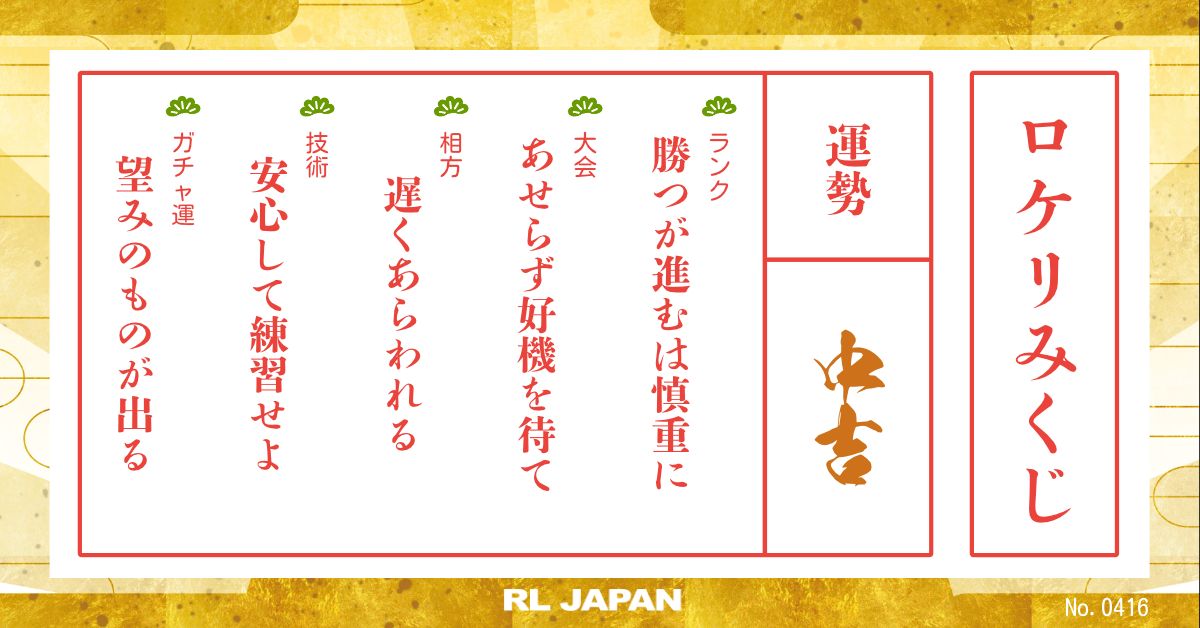 ロケリみくじ
運勢
中吉
ランク
勝つが進むは慎重に
大会
あせらず好機を待て
相方
遅くあらわれる
技術
安心して練習せよ
ガチャ運
望みのものが出る
RL JAPAN
No. 0416